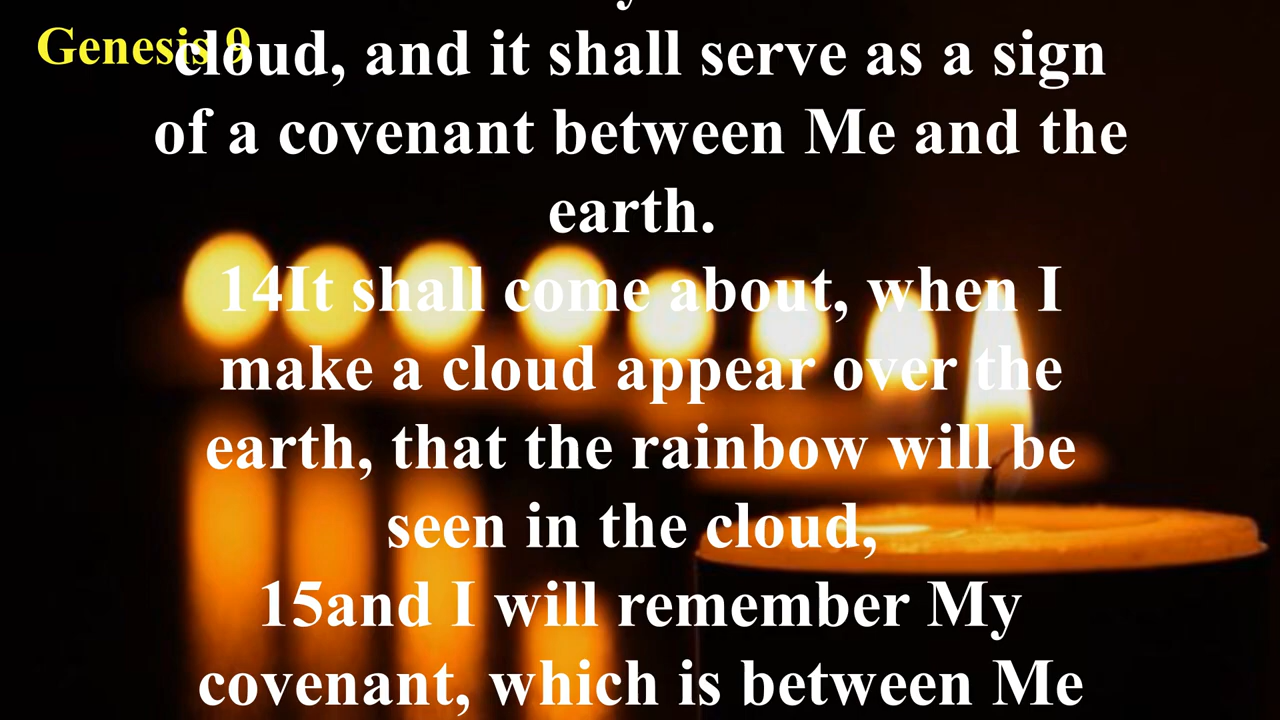 Genesis 9
cloud, and it shall serve as a sign
of a covenant between Me and the
earth.
14It shall come about, when I
make a cloud appear over the
earth, that the rainbow will be
seen in the cloud,
15and I will remember My
covenant, which is between Me